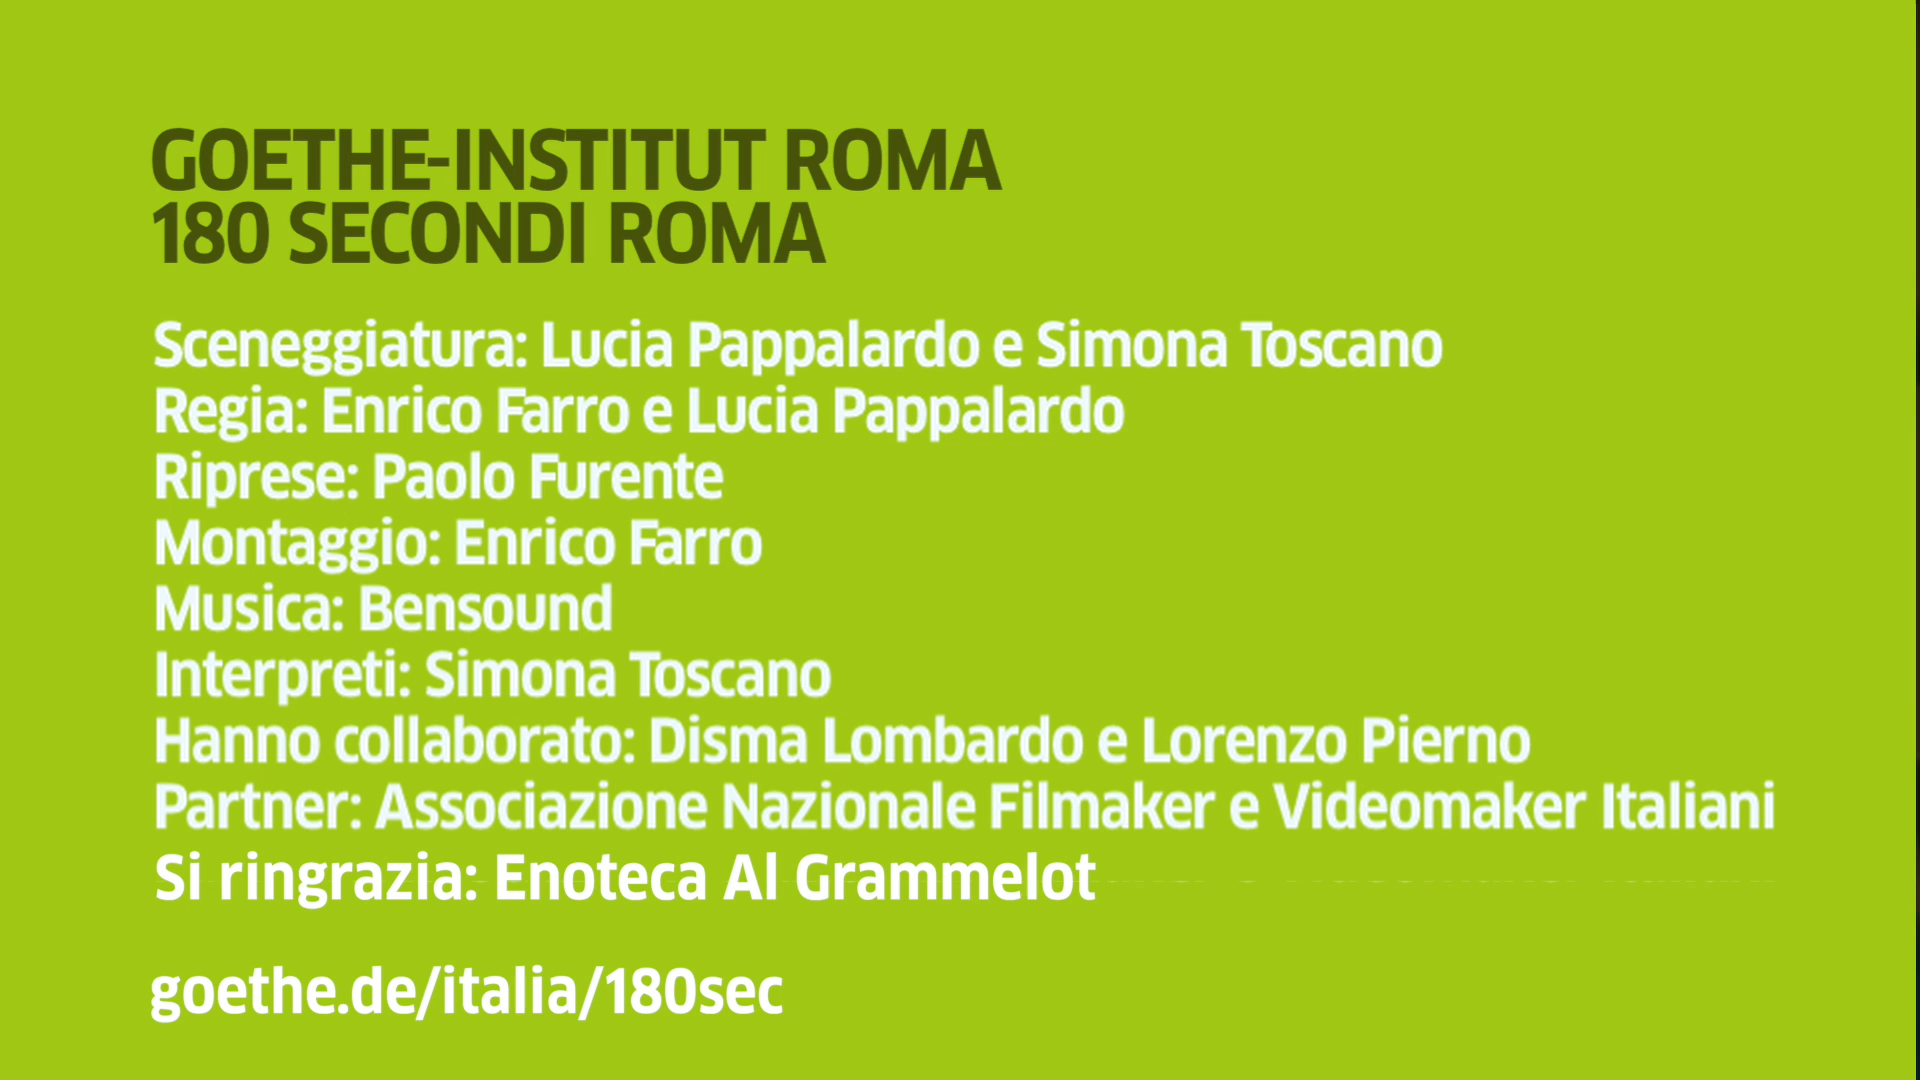 GOETHE-INSTITUT ROMA
180 SECONDI ROMA
Sceneggiatura: Lucia Pappalardo e Simona Toscano
Regia: Enrico Farro e Lucia Pappalardo
Riprese: Paolo Furente
Montaggio: Enrico Farro
Musica: Bensound
Interpreti: Simona Toscano
Hanno collaborato: Disma Lombardo e Lorenzo Pierno
Partner: Associazione Nazionale Filmaker e Videomaker Italiani
Si ringrazia: Enoteca Al Grammelot
goethe.de/italia/180sec